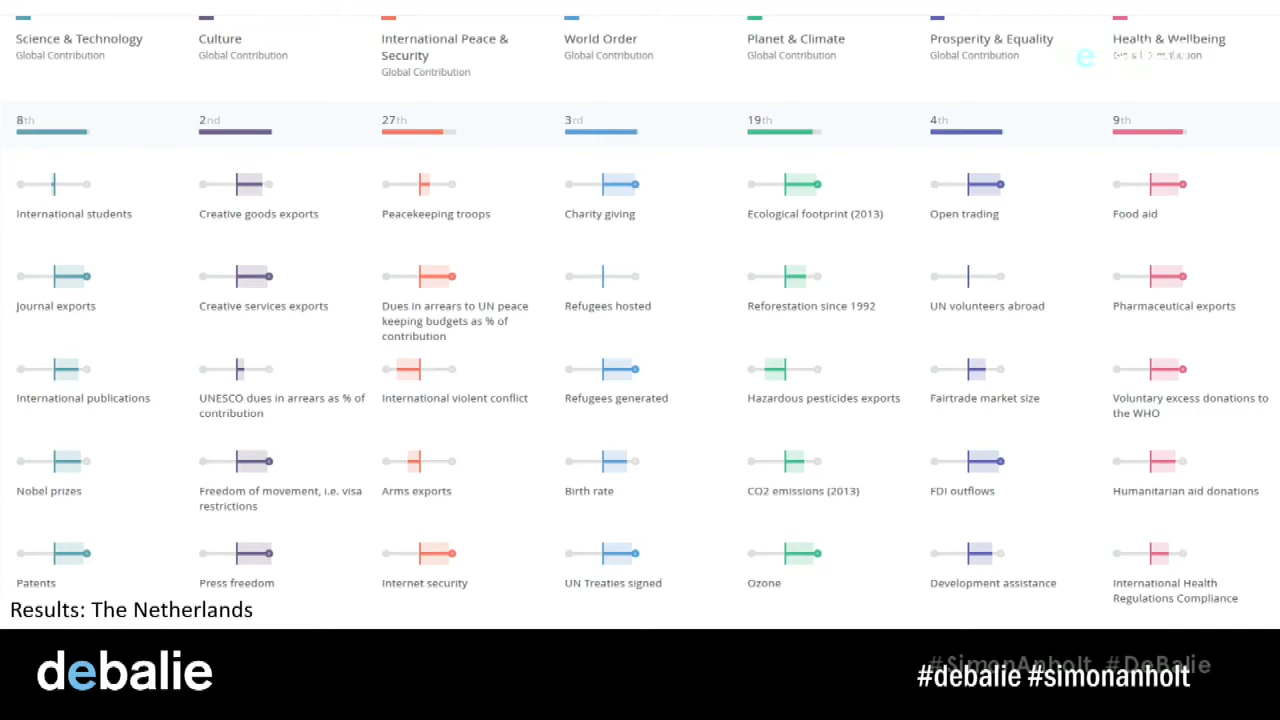 Science & Technology
Global Contribution
Culture
Global Contribution
International Peace &
Security
Global Contribution
World Order
Global Contribution
Planet & Climate
Global Contribution
Prosperity & Equality
Global Contribution
Health & Wellbeing
Global Contribution
8th
2nd
27th
3rd
19th
4th
9th
International students
Creative goods exports
Peacekeeping troops
Charity giving
Ecological footprint (2013)
Open trading
Food aid
Journal exports
Creative services exports
Dues in arrears to UN peace
keeping budgets as % of
contribution
Refugees hosted
Reforestation since 1992
UN volunteers abroad
Pharmaceutical exports
International publications
UNESCO dues in arrears as % of
contribution
International violent conflict
Refugees generated
Hazardous pesticides exports
Fairtrade market size
Voluntary excess donations to
the WHO
Nobel prizes
Freedom of movement, i.e. visa
restrictions
Arms exports
Birth rate
CO2 emissions (2013)
FDI outflows
Humanitarian aid donations
Patents
Press freedom
Internet security
UN Treaties signed
Ozone
Development assistance
International Health
Regulations Compliance
Results: The Netherlands
debalie
#SimonAnholt #DeBalie
#debalie #simonanholt